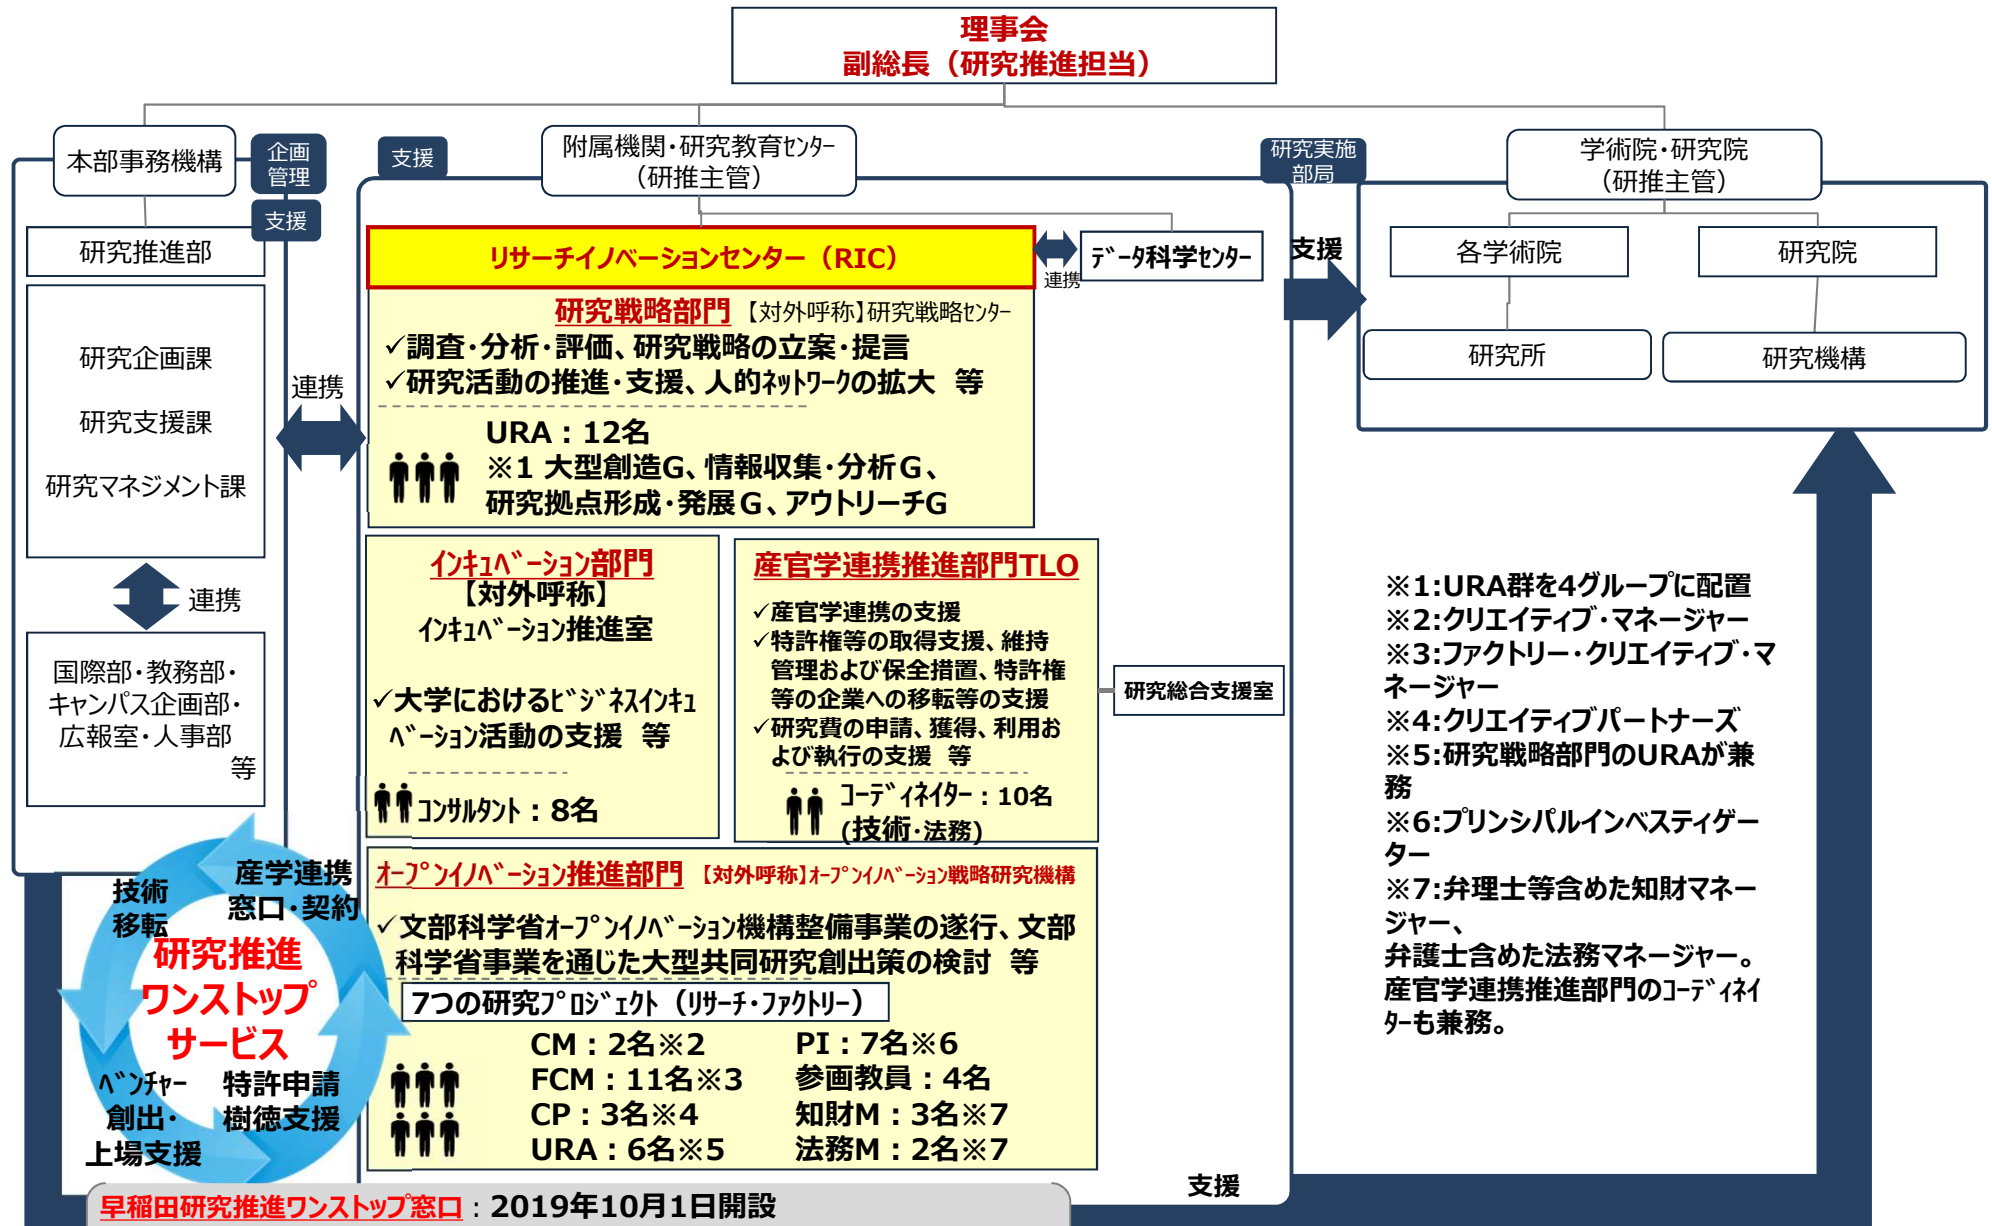 理事会
副総長（研究推進担当）
本部事務機構
企画
管理
支援
支援
附属機関・研究教育ｾﾝﾀｰ
（研推主管）
研究実施
部局
学術院・研究院
（研推主管）
研究推進部
研究企画課
研究支援課
研究マネジメント課
連携
国際部・教務部・
キャンパス企画部・
広報室・人事部
等
連携
リサーチイノベーションセンター（RIC）
連携
ﾃﾞｰﾀ科学ｾﾝﾀｰ
支援
各学術院
研究院
研究所
研究機構
研究戦略部門【対外呼称】研究戦略ｾﾝﾀｰ
✓調査・分析・評価、研究戦略の立案・提言
✓研究活動の推進・支援、人的ﾈｯﾄﾜｰｸの拡大 等
URA：12名
※1 大型創造G、情報収集・分析Ｇ、
研究拠点形成・発展Ｇ、アウトリーチG
ｲﾝｷｭﾍﾞｰｼｮﾝ部門
【対外呼称】
ｲﾝｷｭﾍﾞｰｼｮﾝ推進室
✓大学におけるﾋﾞｼﾞﾈｽｲﾝｷｭ
ﾍﾞｰｼｮﾝ活動の支援 等
ｺﾝｻﾙﾀﾝﾄ：8名
産官学連携推進部門TLO
✓産官学連携の支援
✓特許権等の取得支援、維持
管理および保全措置、特許権
等の企業への移転等の支援
✓研究費の申請、獲得、利用お
よび執行の支援 等
ｺｰﾃﾞｨﾈｲﾀｰ：10名
(技術・法務)
研究総合支援室
ｵｰﾌﾟﾝｲﾉﾍﾞｰｼｮﾝ推進部門【対外呼称】ｵｰﾌﾟﾝｲﾉﾍﾞｰｼｮﾝ戦略研究機構
✓文部科学省ｵｰﾌﾟﾝｲﾉﾍﾞｰｼｮﾝ機構整備事業の遂行、文部
科学省事業を通じた大型共同研究創出策の検討 等
7つの研究ﾌﾟﾛｼﾞｪｸﾄ（ﾘｻｰﾁ・ﾌｧｸﾄﾘｰ）
CM：2名※2
FCM：11名※3
CP：3名※4
URA：6名※5
PI：7名※6
参画教員：4名
知財M：3名※7
法務M：2名※7
※1:URA群を4グループに配置
※2:クリエイティブ・マネージャー
※3:ファクトリー・クリエイティブ・マ
ネージャー
※4:クリエイティブパートナーズ
※5:研究戦略部門のURAが兼
務
※6:プリンシパルインベスティゲー
ター
※7:弁理士等含めた知財マネー
ジャー、
弁護士含めた法務マネージャー。
産官学連携推進部門のｺｰﾃﾞｨﾈｲ
ﾀｰも兼務。
技術
移転
産学連携
窓口・契約
研究推進
ワンストップ
サービス
ﾍﾞﾝﾁｬｰ
創出・
上場支援
特許申請
樹徳支援
支援
早稲田研究推進ワンストップ窓口：2019年10月1日開設